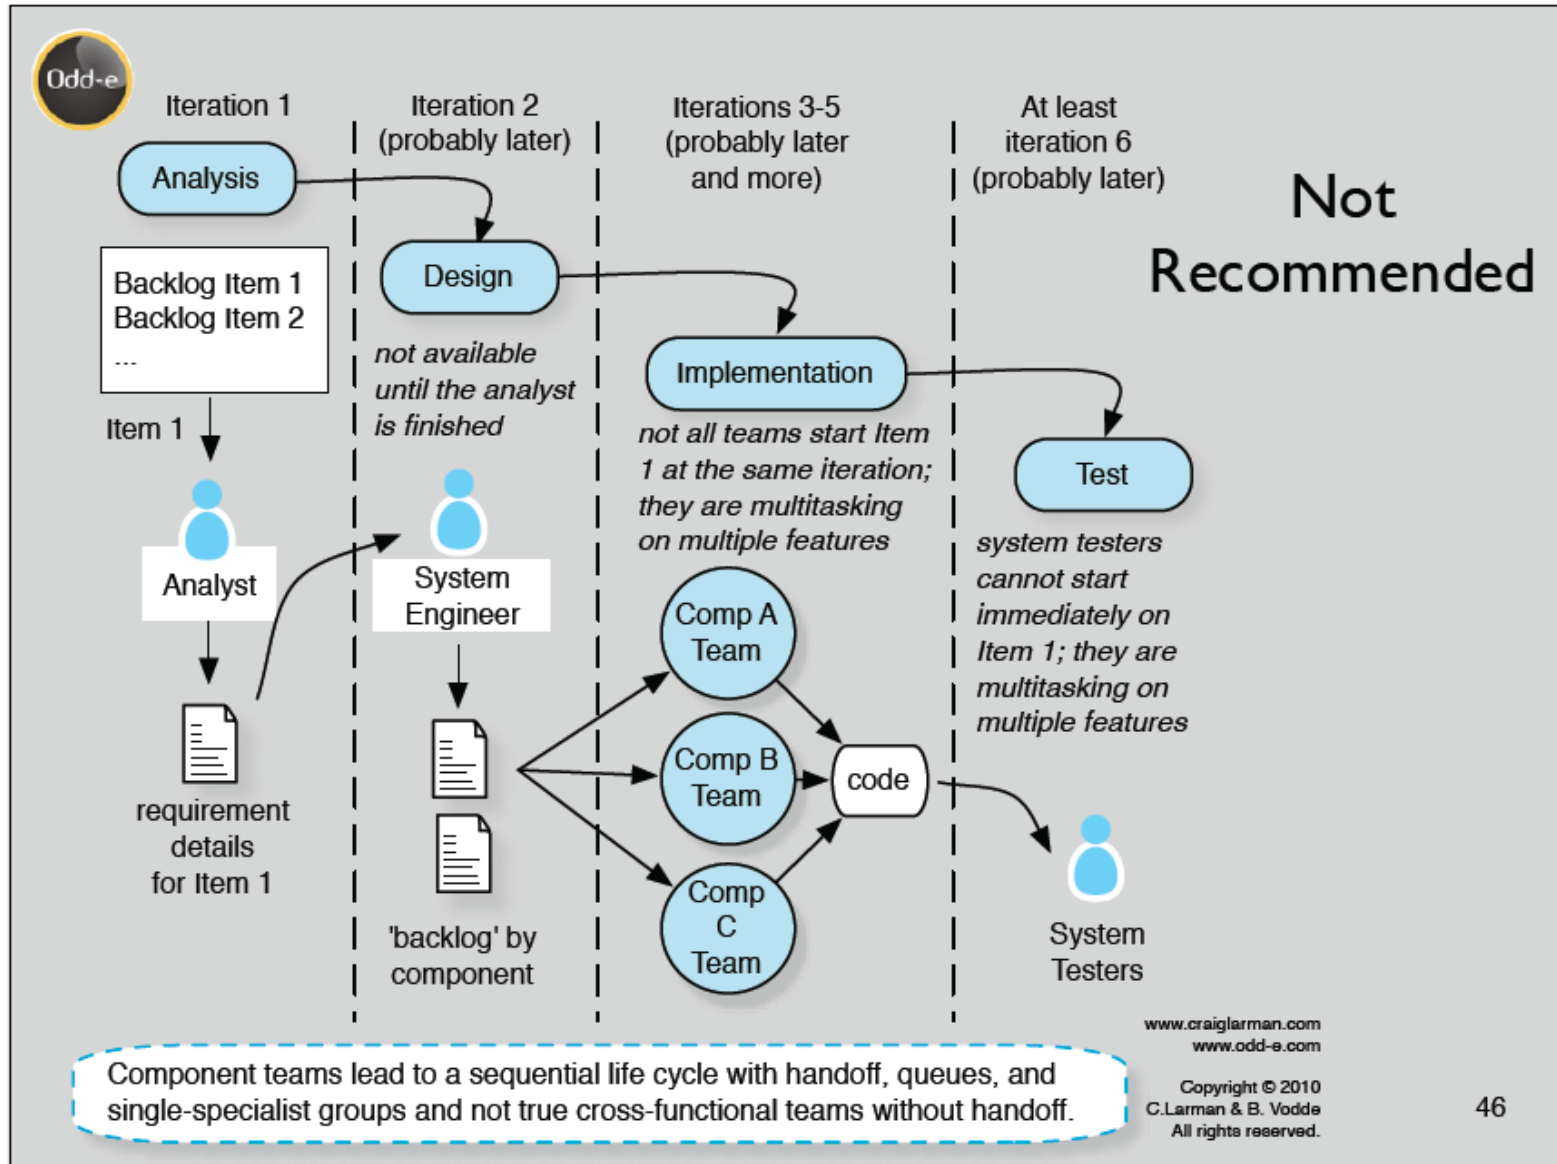 Odd-e
Iteration 1
Iteration 2
(probably later)
Iterations 3-5
(probably later
and more)
At least
iteration 6
(probably later)
Not
Recommended
Analysis
Design
Implementation
Test
Backlog Item 1
Backlog Item 2
...
Item 1
Analyst
requirement
details
for Item 1
not available
until the analyst
is finished
System
Engineer
'backlog' by
component
not all teams start Item
1 at the same iteration;
they are multitasking
on multiple features
Comp A
Team
Comp B
Team
Comp
C
Team
code
system testers
cannot start
immediately on
Item 1; they are
multitasking on
multiple features
System
Testers
Component teams lead to a sequential life cycle with handoff, queues, and
single-specialist groups and not true cross-functional teams without handoff.
www.craiglarman.com
www.odd-e.com
Copyright © 2010
C.Larman & B. Vodde
All rights reserved.
46